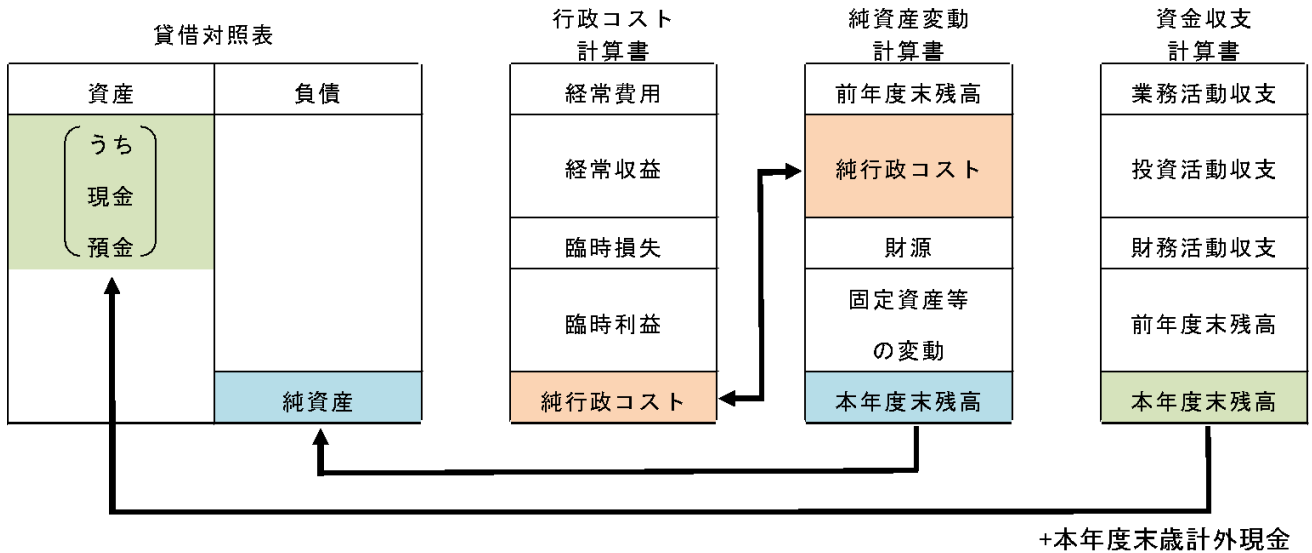 貸借対照表
資産
負債
うち
現金
預金
純資産
行政コスト
計算書
経常費用
経常収益
臨時損失
臨時利益
純行政コスト
純資産変動
計算書
前年度末残高
純行政コスト
財源
固定資産等
の変動
本年度末残高
資金収支
計算書
業務活動収支
投資活動収支
財務活動収支
前年度末残高
本年度末残高
+本年度末歳計外現金